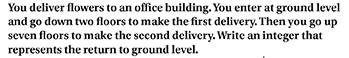 You deliver flowers to an office building. You enter at ground level
and go down two floors to make the first delivery. Then you go up
seven floors to make the second delivery. Write an integer that
represents the return to ground level.